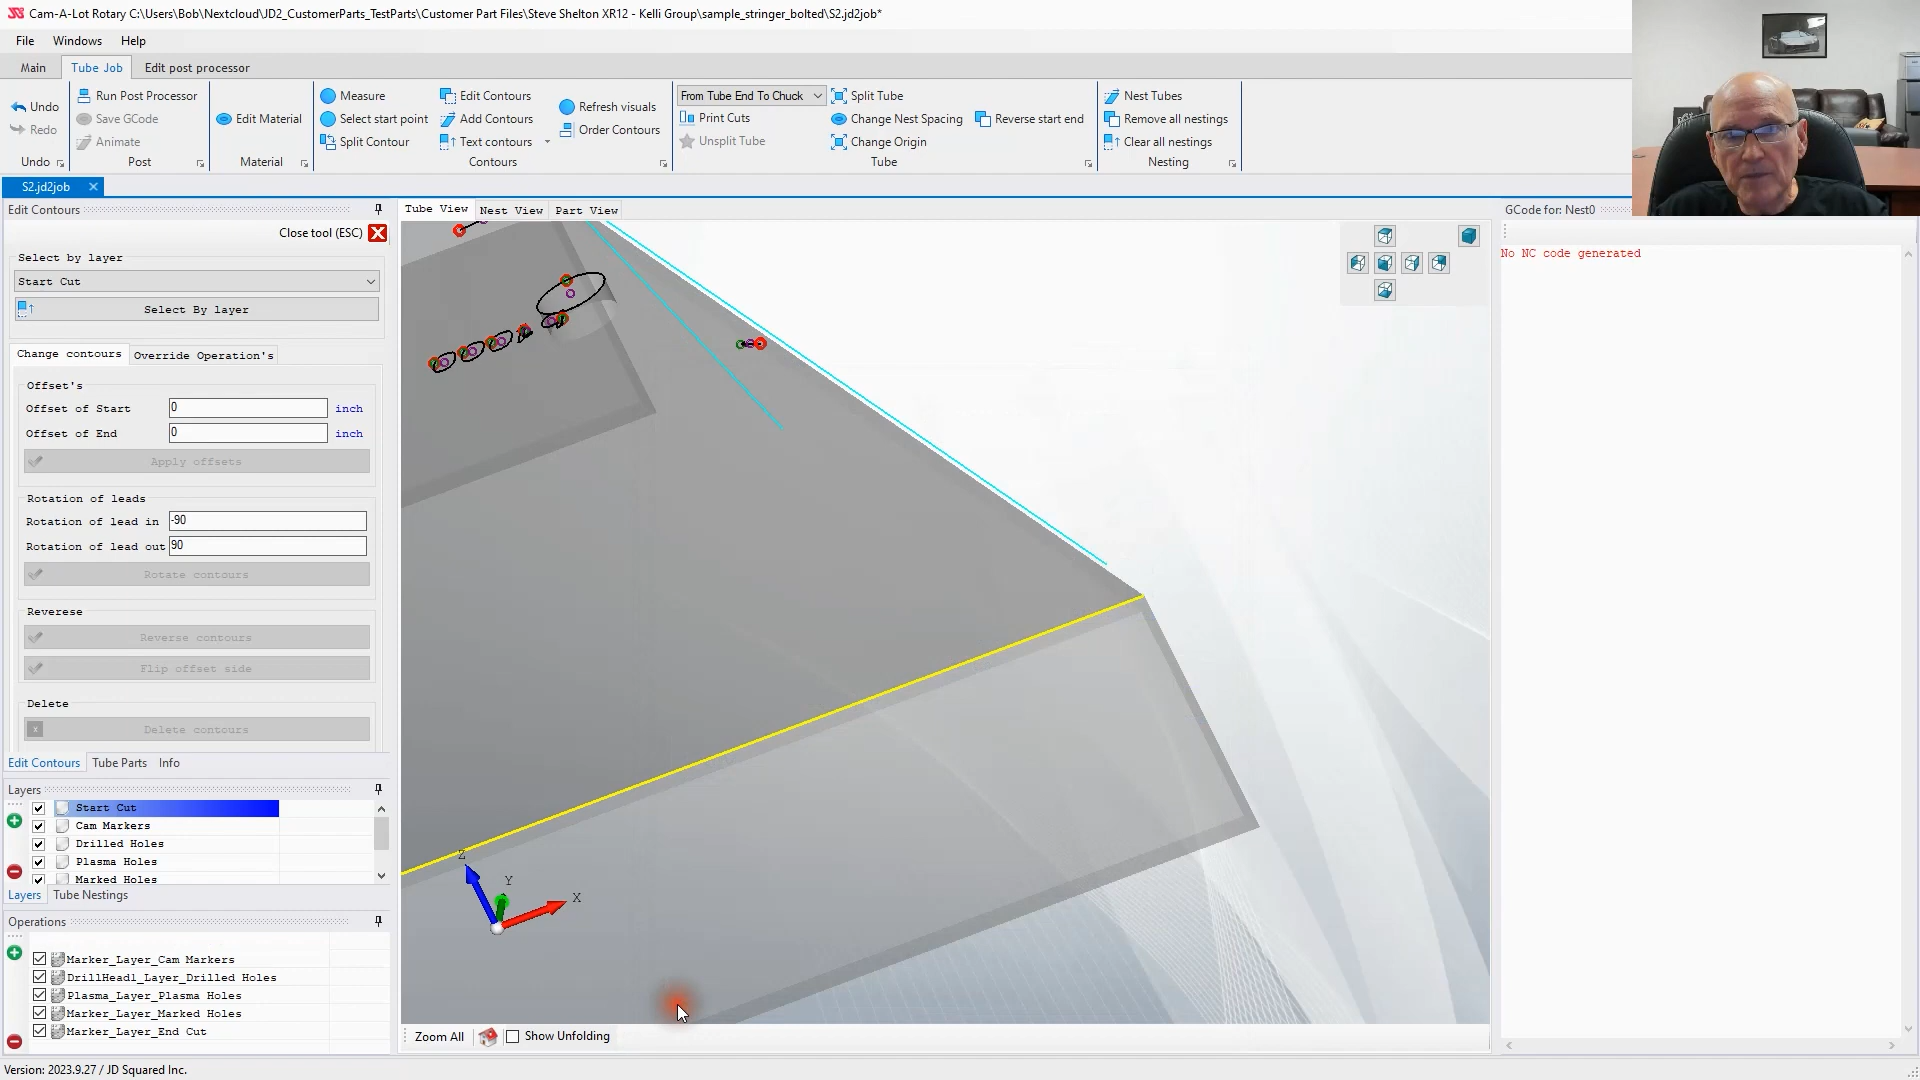 Cam-A-Lot Rotary C:\Users\Bob\Nextcloud\JD2_CustomerParts_TestParts\Customer Part Files\Steve Shelton XR12 - Kelli Group\sample_stringer_bolted\S2.jd2job*
File Windows Help
Main Tube Job Edit post processor
Undo
Redo
Undo
Run Post Processor
Save GCode
Animate
Post
Edit Material
Material
Measure
Select start point
Split Contour
Edit Contours
Add Contours
Text contours
Refresh visuals
Order Contours
Contours
From Tube End To Chuck
Print Cuts
Unsplit Tube
Split Tube
Change Nest Spacing
Change Origin
Reverse start end
Tube
Nest Tubes
Remove all nestings
Clear all nestings
Nesting
S2.jd2job
Edit Contours
Close tool (ESC)
Select by layer
Start Cut
Select By layer
Change contours Override Operation's
Offset's
Offset of Start 0 inch
Offset of End 0 inch
Apply offsets
Rotation of leads
Rotation of lead in -90
Rotation of lead out 90
Rotate contours
Reverese
Reverse contours
Flip offset side
Delete
Delete contours
Edit Contours Tube Parts Info
Layers
Start Cut
Cam Markers
Drilled Holes
Plasma Holes
Marked Holes
Layers Tube Nestings
Operations
Marker_Layer_Cam Markers
DrillHead1_Layer_Drilled Holes
Plasma_Layer_Plasma Holes
Marker_Layer_Marked Holes
Marker_Layer_End Cut
Tube View Nest View Part View
Z
Y
X
Zoom All Show Unfolding
GCode for: Nest0
No NC code generated
Version: 2023.9.27 / JD Squared Inc.